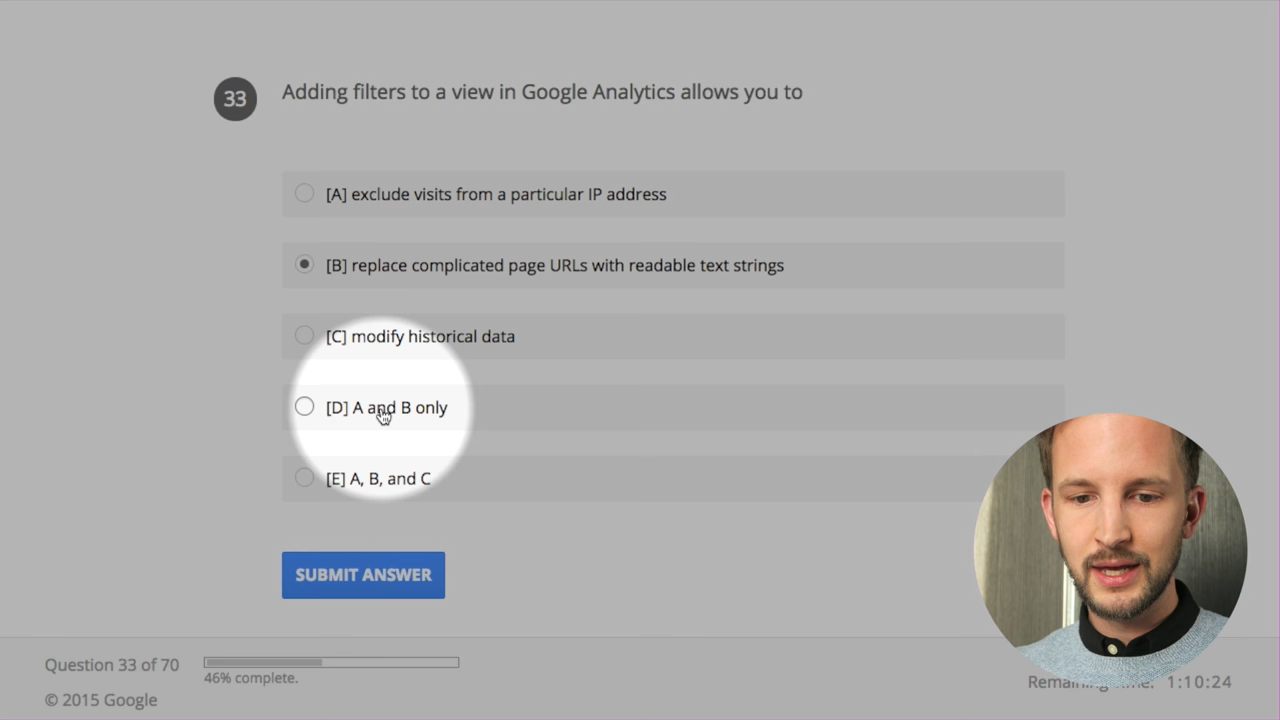 33
Adding filters to a view in Google Analytics allows you to
[A] exclude visits from a particular IP address
[B] replace complicated page URLs with readable text strings
[C] modify historical data
[D] A and B only
[E] A, B, and C
SUBMIT ANSWER
Question 33 of 70
46% complete.
© 2015 Google
Remaining Time: 1:10:24